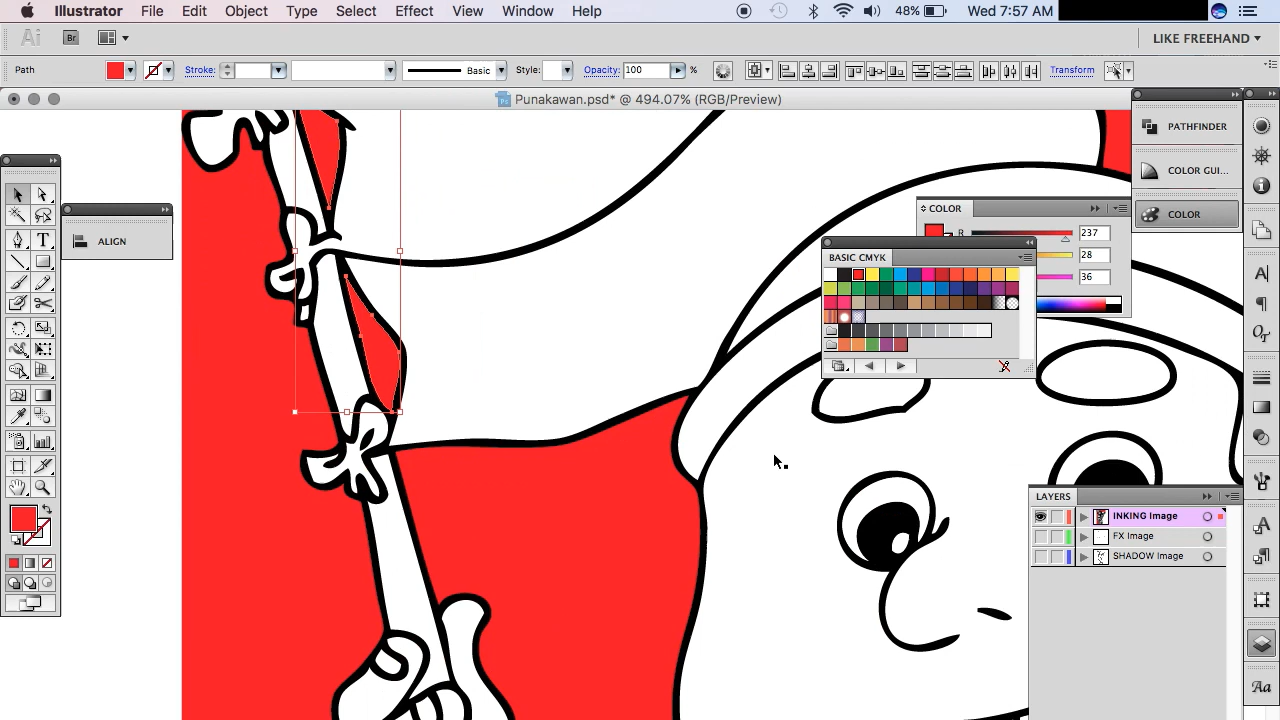 Illustrator File Edit Object Type Select Effect View Window Help 48% Wed 7:57 AM
Ai Br LIKE FREEHAND
Path Stroke: Basic Style: Opacity: 100 % Transform
Punakawan.psd* @ 494.07% (RGB/Preview)
PATHFINDER
COLOR GUI...
COLOR
ALIGN
COLOR
R 237
28
36
BASIC CMYK
LAYERS
INKING Image
FX Image
SHADOW Image